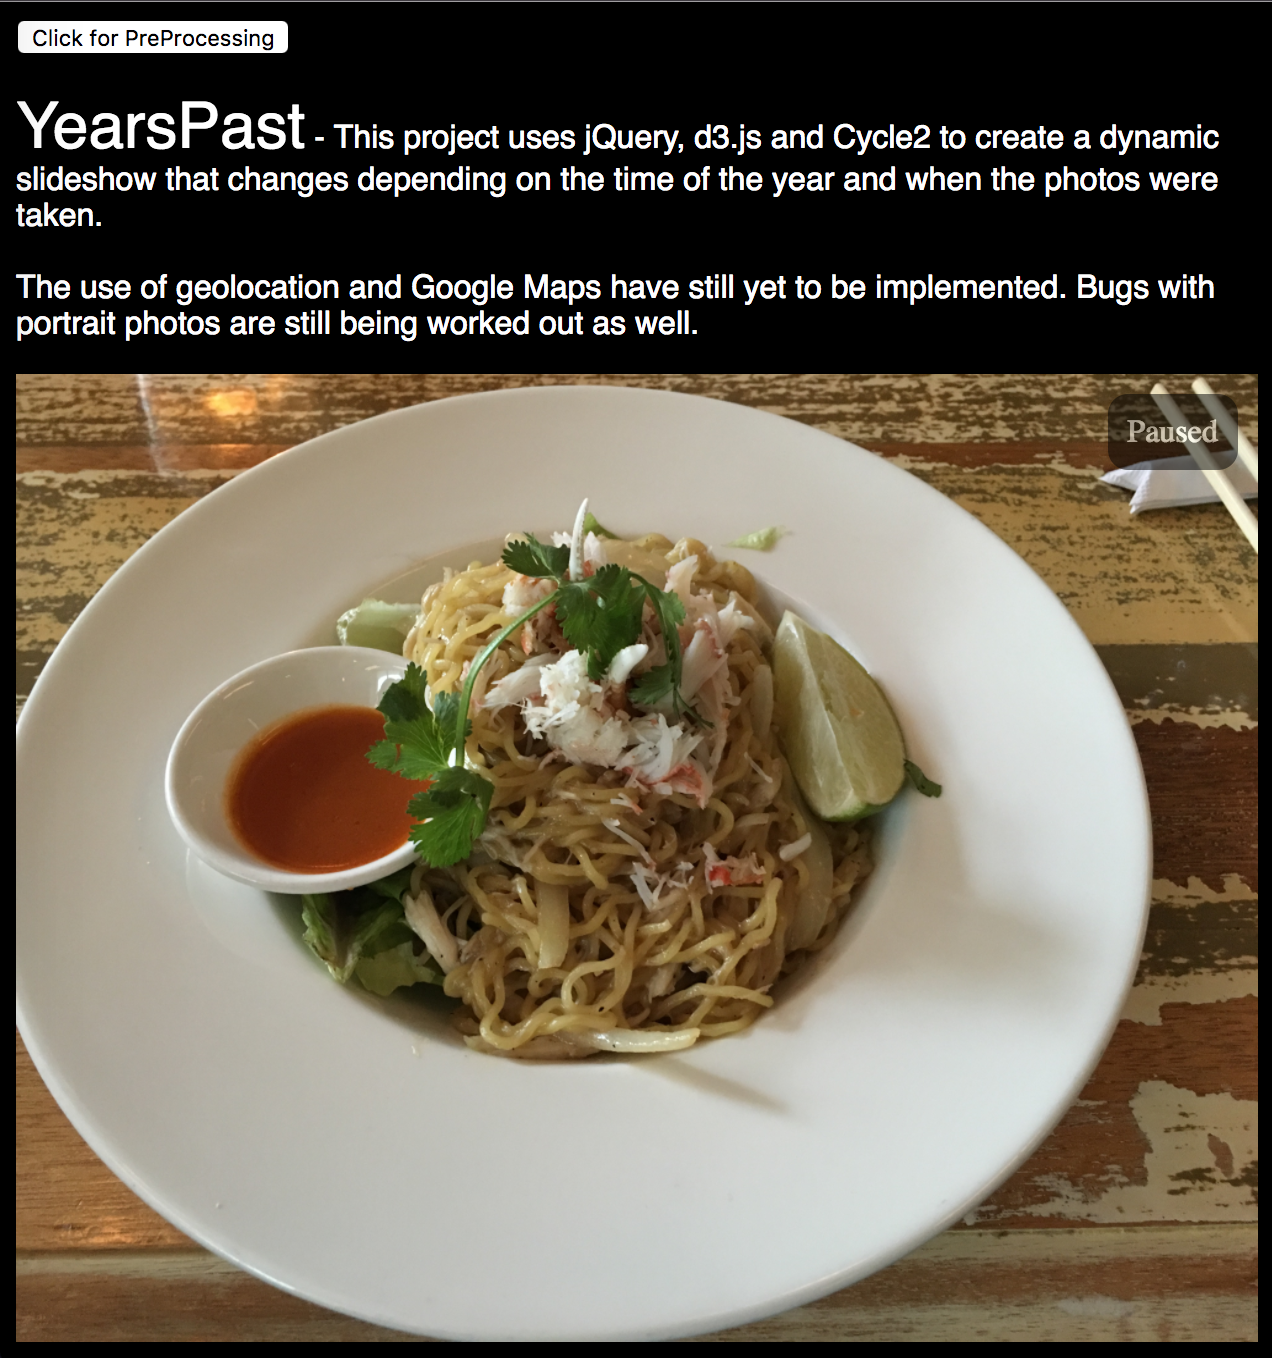 Click for PreProcessing
YearsPast - This project uses jQuery, d3.js and Cycle2 to create a dynamic
slideshow that changes depending on the time of the year and when the photos were
taken.
The use of geolocation and Google Maps have still yet to be implemented. Bugs with
portrait photos are still being worked out as well.
Paused